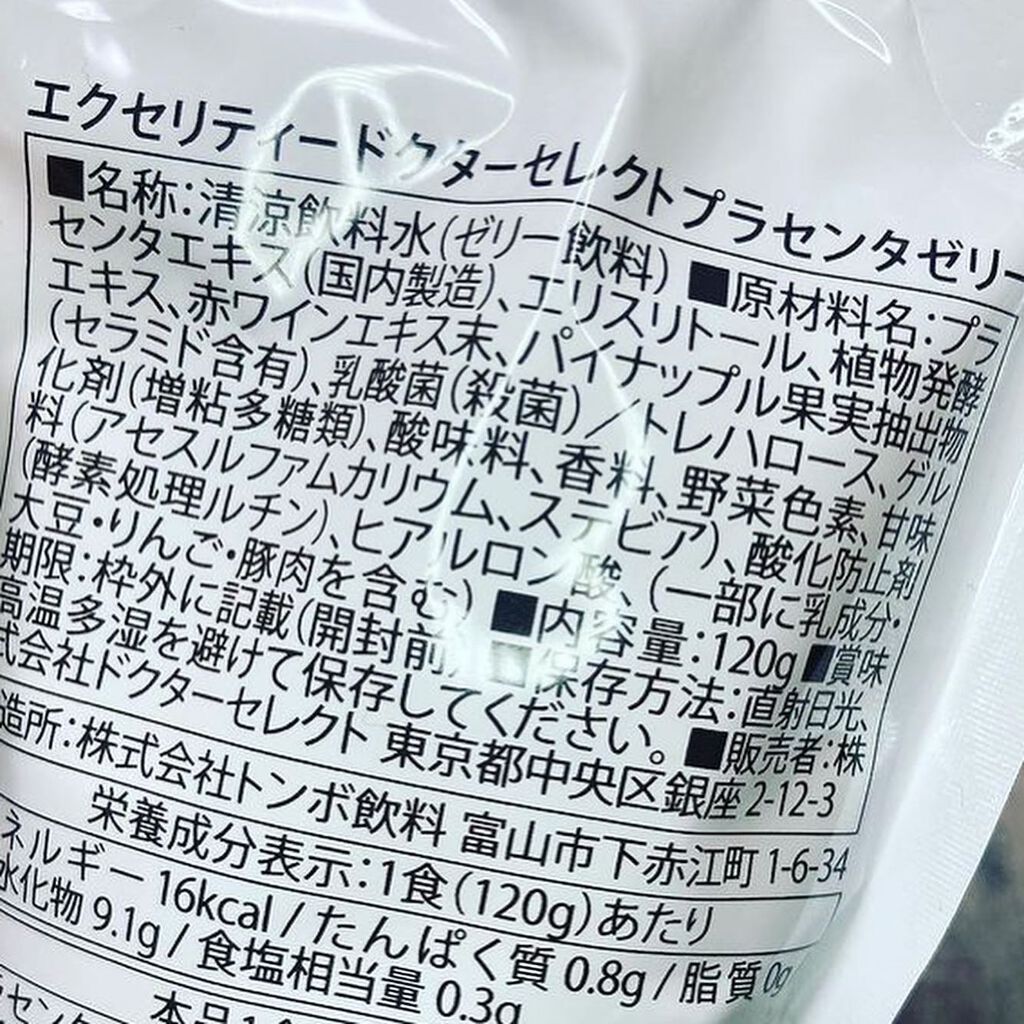 エクセリティードクターセレクトプラセンタゼリー
■名称:清涼飲料水(ゼリー飲料) ■原材料名:プラ
センタエキス(国内製造)、エリスリトール、植物発酵
エキス、赤ワインエキス末、パイナップル果実抽出物
(セラミド含有)、乳酸菌(殺菌)/トレハロース、ゲル
化剤(増粘多糖類)、酸味料、香料、野菜色素、甘味
料(アセスルファムカリウム、ステビア)、酸化防止剤
(酵素処理ルチン)、ヒアルロン酸、(一部に乳成分・
大豆・りんご・豚肉を含む) ■内容量:120g ■賞味
期限:枠外に記載(開封前) ■保存方法:直射日光、
高温多湿を避けて保存してください。 ■販売者:株
式会社ドクターセレクト 東京都中央区銀座2-12-3
造所:株式会社トンボ飲料 富山市下赤江町 1-6-34
栄養成分表示:1食(120g)あたり
ネルギー 16kcal / たんぱく質 0.8g / 脂質 0g
水化物 9.1g / 食塩相当量 0.3g